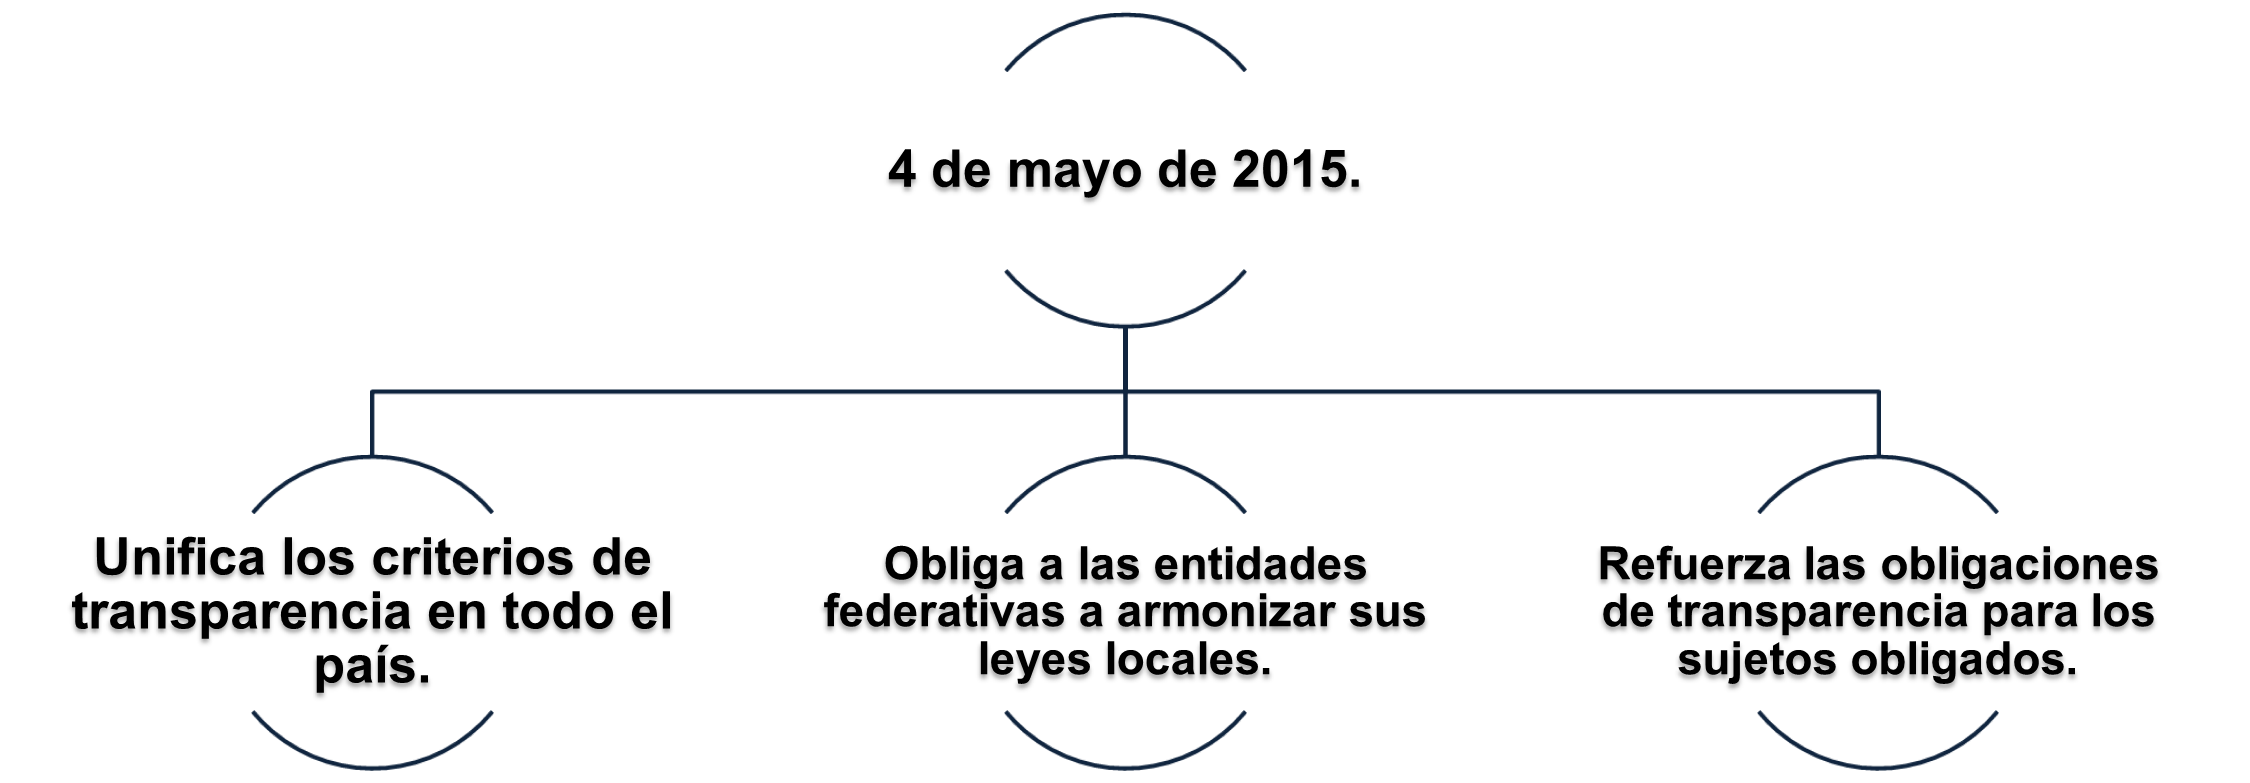 4 de mayo de 2015.
Unifica los criterios de
transparencia en todo el
país.
Obliga a las entidades
federativas a armonizar sus
leyes locales.
Refuerza las obligaciones
de transparencia para los
sujetos obligados.